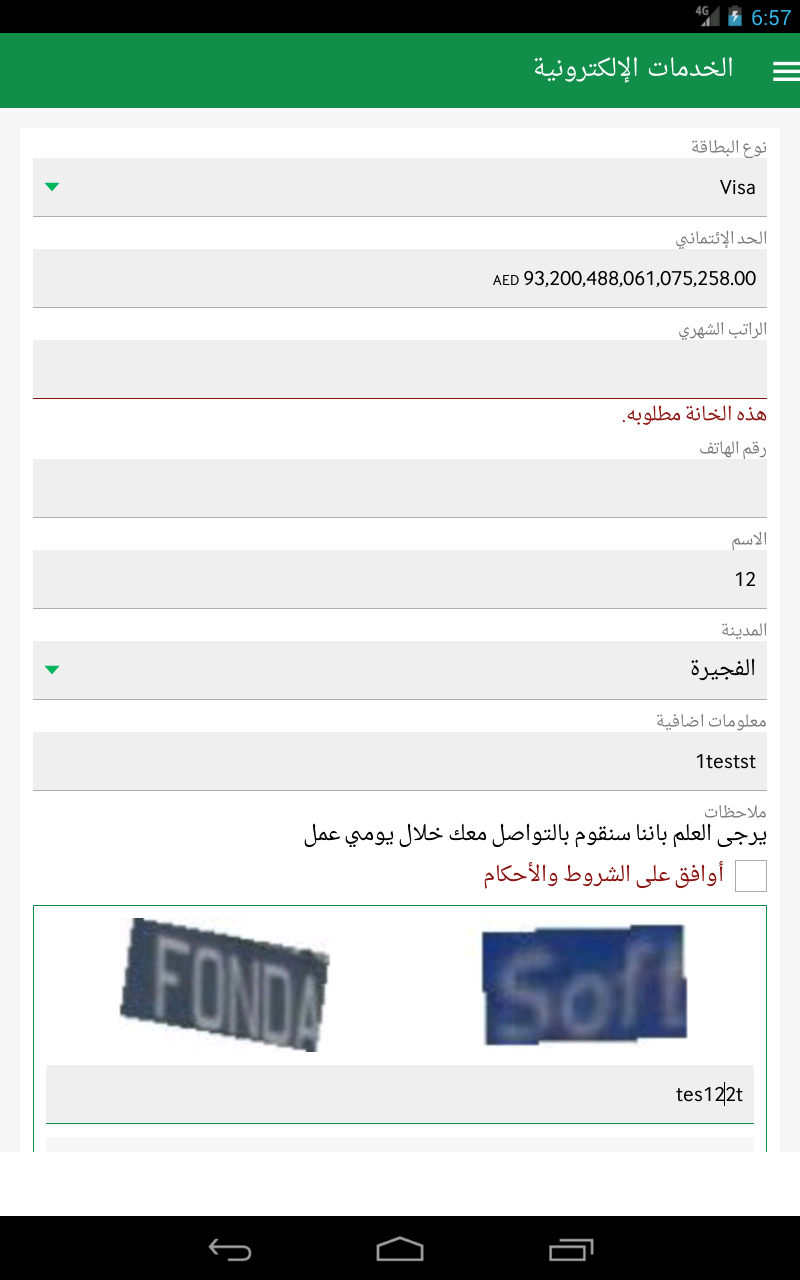 4G 6:57
الخدمات الإلكترونية
نوع البطاقة
Visa
الحد الإئتماني
AED 93,200,488,061,075,258.00
الراتب الشهري
هذه الخانة مطلوبه.
رقم الهاتف
الاسم
12
المدينة
الفجيرة
معلومات اضافية
1testst
ملاحظات
يرجى العلم باننا سنقوم بالتواصل معك خلال يومي عمل
أوافق على الشروط والأحكام
FONDA Soft
tes122t